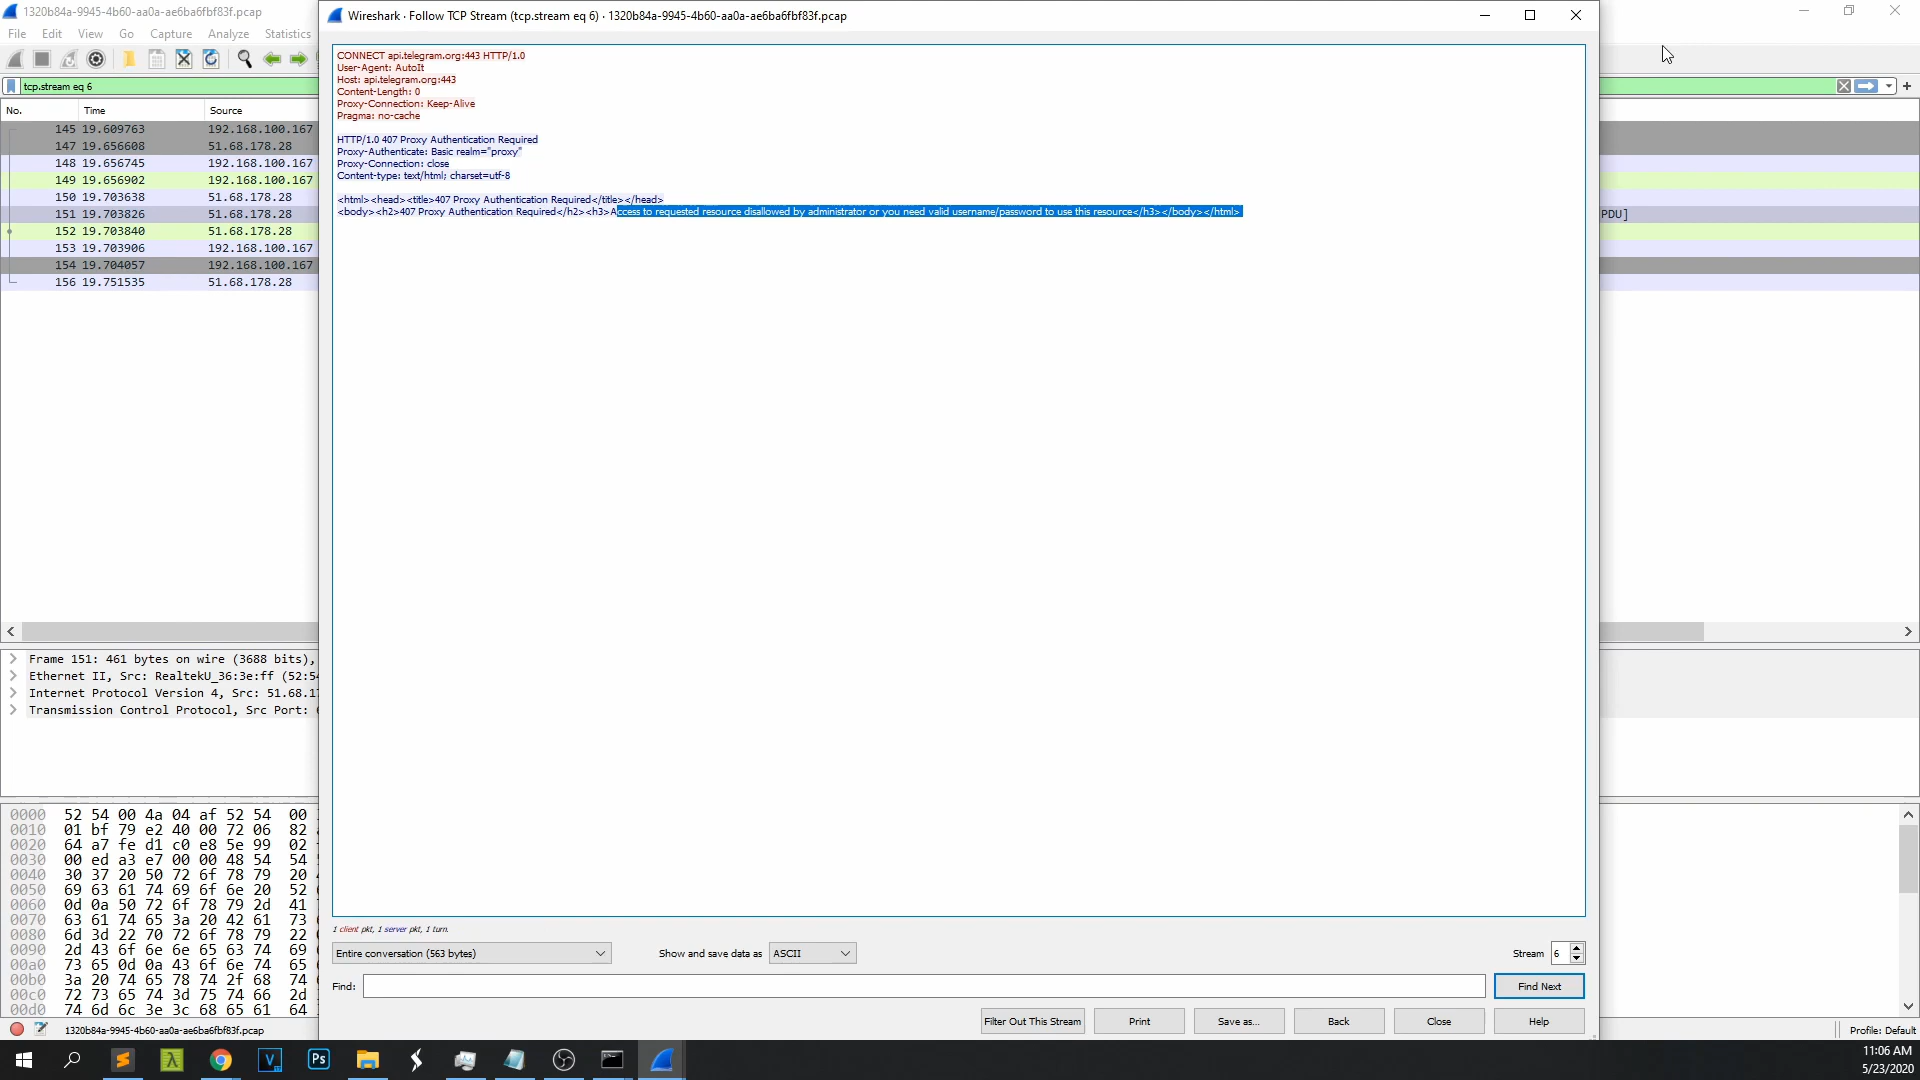 1320b84a-9945-4b60-aa0a-ae6ba6fbf83f.pcap
File Edit View Go Capture Analyze Statistics
tcp.stream eq 6
No. Time Source
145 19.609763 192.168.100.167
147 19.656608 51.68.178.28
148 19.656745 192.168.100.167
149 19.656902 192.168.100.167
150 19.703638 51.68.178.28
151 19.703826 51.68.178.28
152 19.703840 51.68.178.28
153 19.703906 192.168.100.167
154 19.704057 192.168.100.167
156 19.751535 51.68.178.28
PDU]
Wireshark · Follow TCP Stream (tcp.stream eq 6) · 1320b84a-9945-4b60-aa0a-ae6ba6fbf83f.pcap
CONNECT api.telegram.org:443 HTTP/1.0
User-Agent: AutoIt
Host: api.telegram.org:443
Content-Length: 0
Proxy-Connection: Keep-Alive
Pragma: no-cache
HTTP/1.0 407 Proxy Authentication Required
Proxy-Authenticate: Basic realm="proxy"
Proxy-Connection: close
Content-type: text/html; charset=utf-8
<html><head><title>407 Proxy Authentication Required</title></head>
<body><h2>407 Proxy Authentication Required</h2><h3>Access to requested resource disallowed by administrator or you need valid username/password to use this resource</h3></body></html>
1 client pkt, 1 server pkt, 1 turn.
Entire conversation (563 bytes)
Show and save data as ASCII
Stream 6
Find:
Find Next
Filter Out This Stream
Print
Save as...
Back
Close
Help
Frame 151: 461 bytes on wire (3688 bits),
Ethernet II, Src: RealtekU_36:3e:ff (52:54
Internet Protocol Version 4, Src: 51.68.17
Transmission Control Protocol, Src Port:
0000 52 54 00 4a 04 af 52 54 00
0010 01 bf 79 e2 40 00 72 06 82
0020 64 a7 fe d1 c0 e8 5e 99 02
0030 00 ed a3 e7 00 00 48 54 54
0040 30 37 20 50 72 6f 78 79 20
0050 69 63 61 74 69 6f 6e 20 52
0060 0d 0a 50 72 6f 78 79 2d 41
0070 63 61 74 65 3a 20 42 61 73
0080 6d 3d 22 70 72 6f 78 79 22
0090 2d 43 6f 6e 6e 65 63 74 69
00a0 73 65 0d 0a 43 6f 6e 74 65
00b0 3a 20 74 65 78 74 2f 68 74
00c0 72 73 65 74 3d 75 74 66 2d
00d0 74 6d 6c 3e 3c 68 65 61 64
1320b84a-9945-4b60-aa0a-ae6ba6fbf83f.pcap
Profile: Default
Ps
11:06 AM
5/23/2020